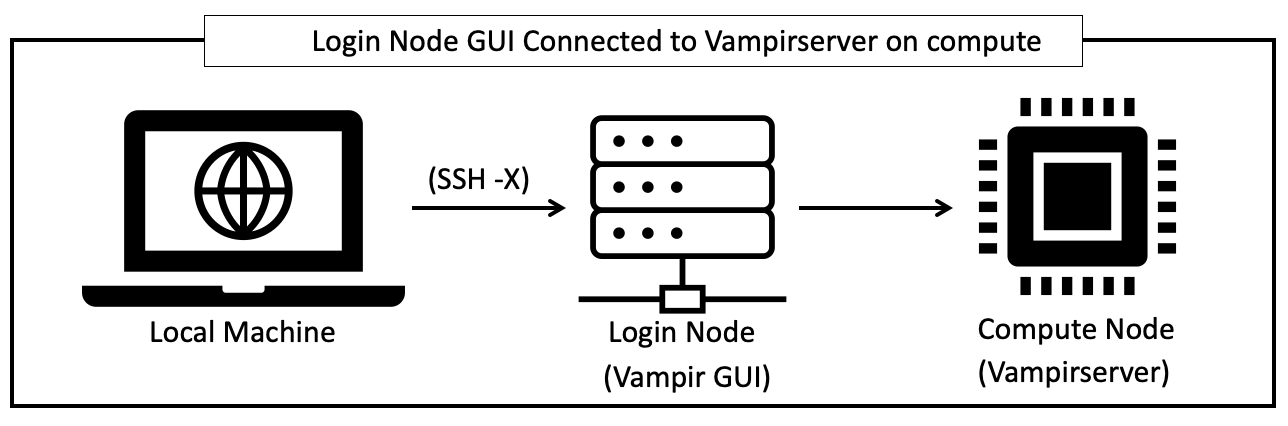 Login Node GUI Connected to Vampirserver on compute
(SSH -X)
Local Machine
Login Node
(Vampir GUI)
Compute Node
(Vampirserver)